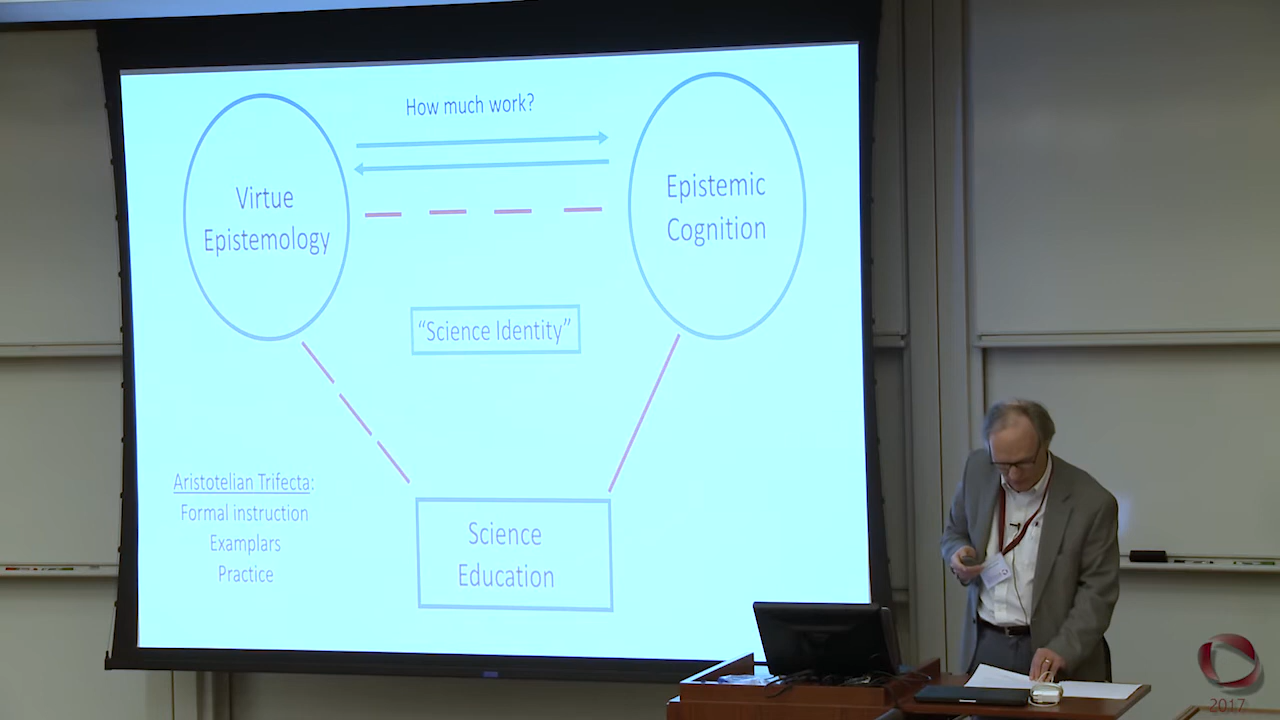 How much work?
Virtue
Epistemology
Epistemic
Cognition
“Science Identity”
Aristotelian Trifecta:
Formal instruction
Examplars
Practice
Science
Education
2017